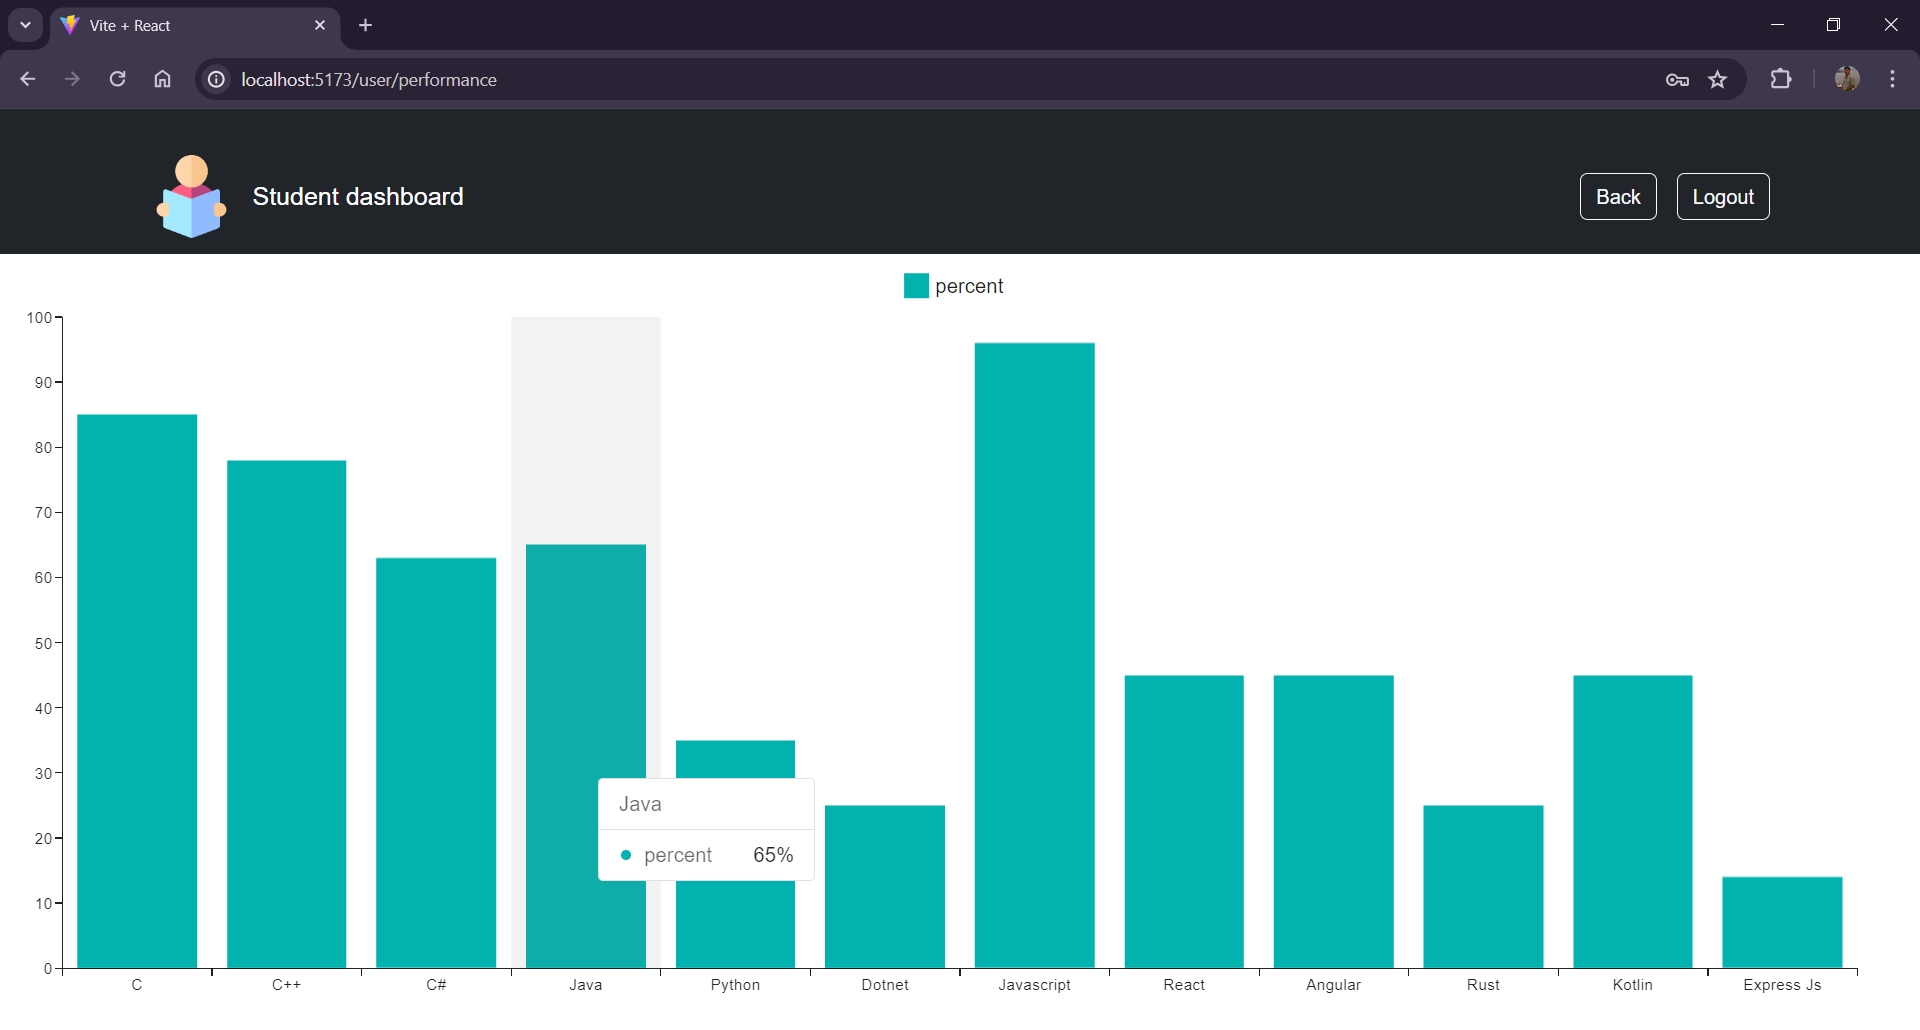 Vite + React
localhost:5173/user/performance
Student dashboard
Back
Logout
percent
100
90
80
70
60
50
40
30
20
10
0
Java
percent 65%
C C++ C# Java Python Dotnet Javascript React Angular Rust Kotlin Express Js